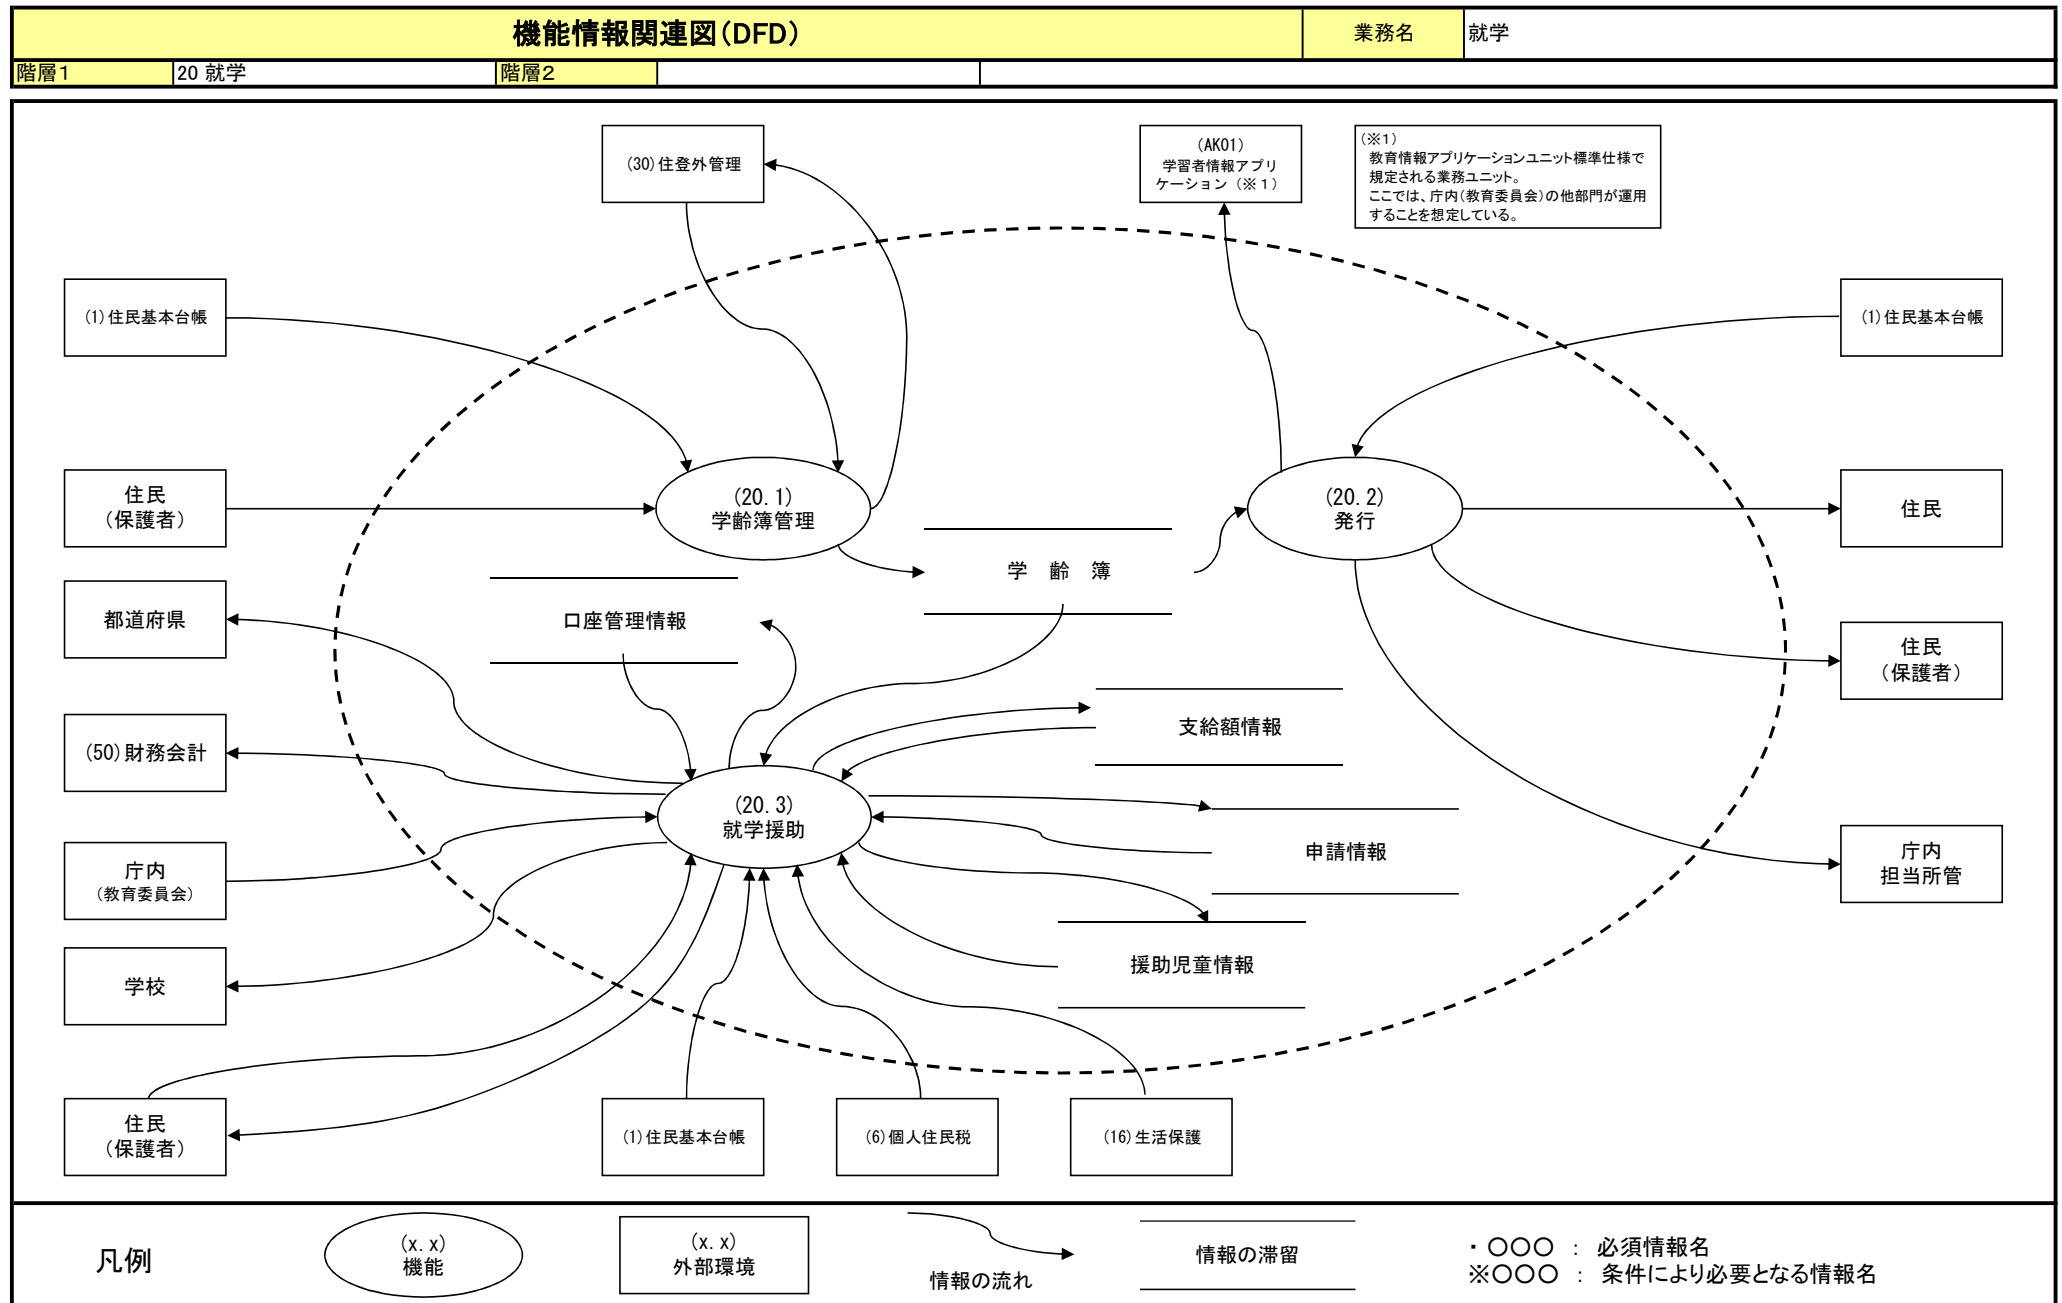 機能情報関連図(DFD)
業務名
就学
階層1
20 就学
階層2
(30)住登外管理
(AK01)
学習者情報アプリ
ケーション（※１）
(※1)
教育情報アプリケーションユニット標準仕様で
規定される業務ユニット。
ここでは、庁内(教育委員会)の他部門が運用
することを想定している。
(1)住民基本台帳
(1)住民基本台帳
住民
（保護者）
(20.1)
学齢簿管理
(20.2)
発行
住民
学 齢 簿
都道府県
口座管理情報
住民
（保護者）
(50)財務会計
支給額情報
(20.3)
就学援助
申請情報
庁内
（教育委員会）
庁内
担当所管
学校
援助児童情報
住民
（保護者）
(1)住民基本台帳
(6)個人住民税
(16)生活保護
凡例
(x.x)
機能
(x.x)
外部環境
情報の流れ
情報の滞留
・〇〇〇 ： 必須情報名
※〇〇〇 ： 条件により必要となる情報名